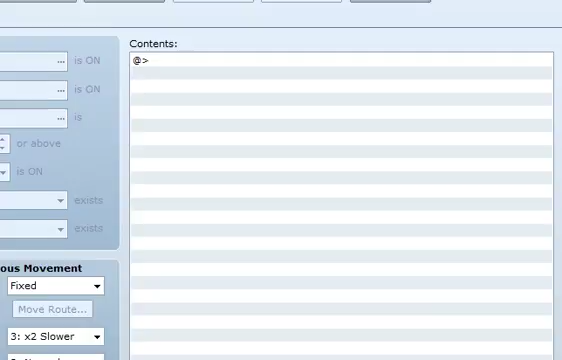 Contents:
@>
... is ON
... is ON
... is
or above
is ON
exists
exists
ous Movement
Fixed
Move Route...
3: x2 Slower